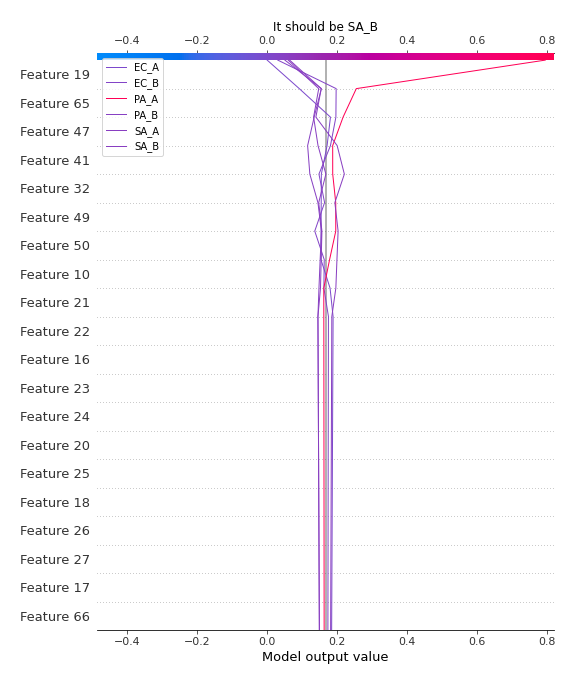 It should be SA_B
−0.4 −0.2 0.0 0.2 0.4 0.6 0.8
EC_A
EC_B
PA_A
PA_B
SA_A
SA_B
Feature 19
Feature 65
Feature 47
Feature 41
Feature 32
Feature 49
Feature 50
Feature 10
Feature 21
Feature 22
Feature 16
Feature 23
Feature 24
Feature 20
Feature 25
Feature 18
Feature 26
Feature 27
Feature 17
Feature 66
−0.4 −0.2 0.0 0.2 0.4 0.6 0.8
Model output value